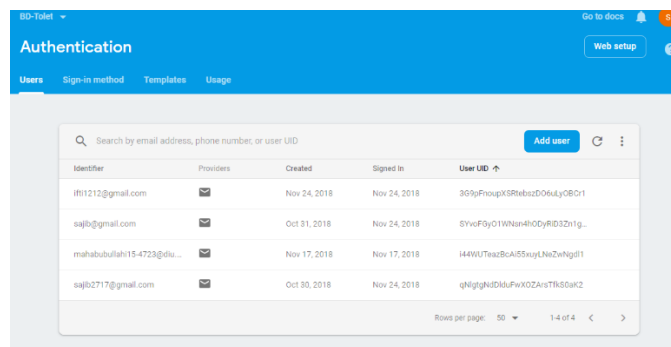 BD-Tolet Go to docs S
Authentication Web setup
Users Sign-in method Templates Usage
Search by email address, phone number, or user UID Add user
Identifier Providers Created Signed In User UID
ifti1212@gmail.com Nov 24, 2018 Nov 24, 2018 3G9pFnoupXSRtebszDO6uLyOBCr1
sajib@gmail.com Oct 31, 2018 Nov 24, 2018 SYvoFGyO1WNsn4hODyRiD3Zn1g...
mahabubullahi15-4723@diu... Nov 17, 2018 Nov 17, 2018 i44WUTeazBcAi55xuyLNeZwNgdl1
sajib2717@gmail.com Oct 30, 2018 Nov 24, 2018 qNlgtgNdDlduFwXOZArsTfkS0aK2
Rows per page: 50 1-4 of 4